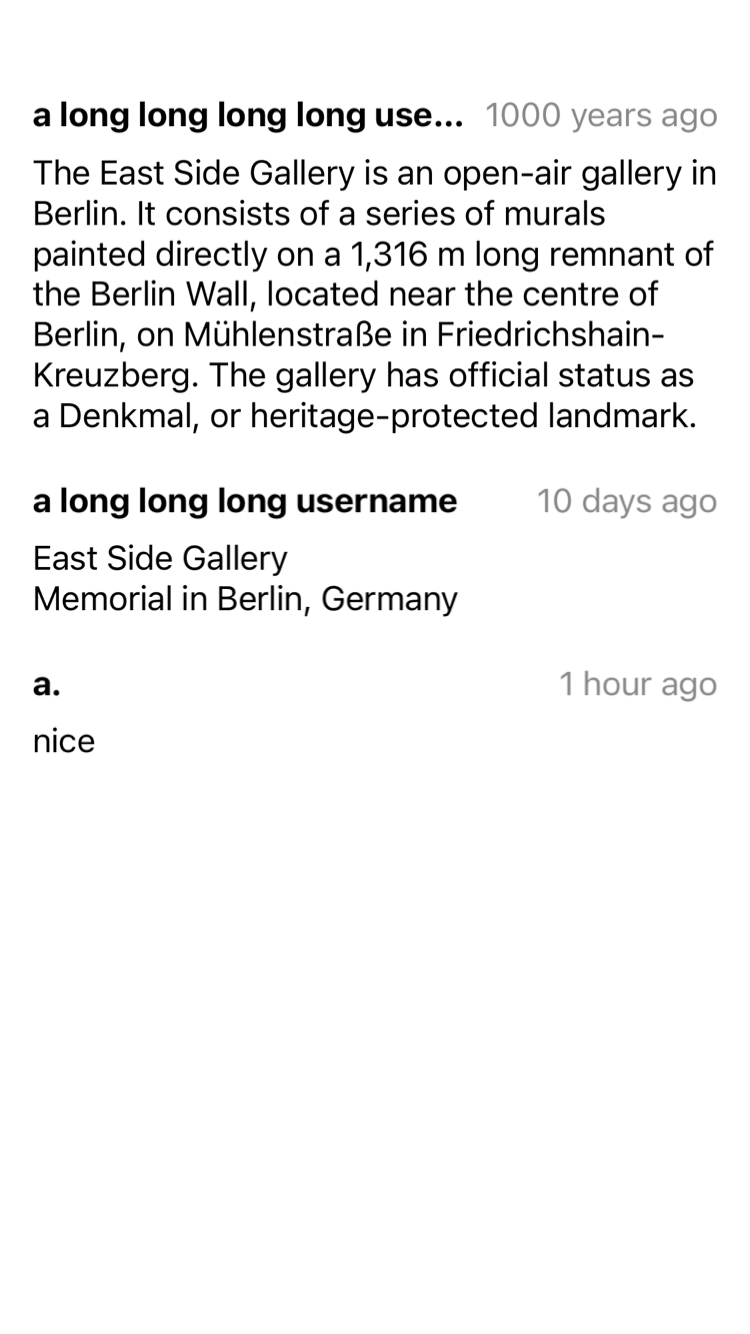 a long long long long use... 1000 years ago
The East Side Gallery is an open-air gallery in
Berlin. It consists of a series of murals
painted directly on a 1,316 m long remnant of
the Berlin Wall, located near the centre of
Berlin, on Mühlenstraße in Friedrichshain-
Kreuzberg. The gallery has official status as
a Denkmal, or heritage-protected landmark.
a long long long username 10 days ago
East Side Gallery
Memorial in Berlin, Germany
a. 1 hour ago
nice